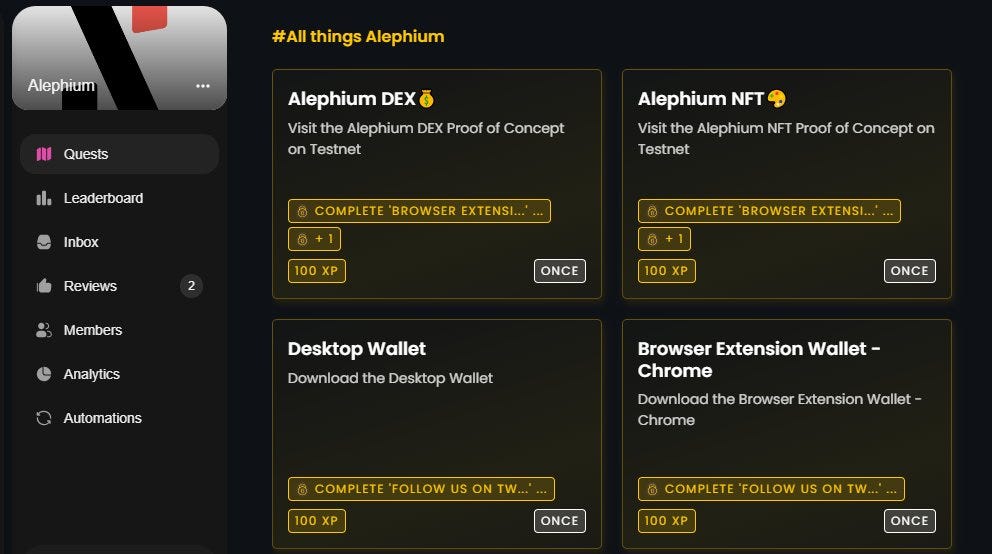 Alephium
Quests
Leaderboard
Inbox
Reviews 2
Members
Analytics
Automations
#All things Alephium
Alephium DEX💰
Visit the Alephium DEX Proof of Concept
on Testnet
COMPLETE 'BROWSER EXTENSI...' ...
+ 1
100 XP ONCE
Alephium NFT🎨
Visit the Alephium NFT Proof of Concept on
Testnet
COMPLETE 'BROWSER EXTENSI...' ...
+ 1
100 XP ONCE
Desktop Wallet
Download the Desktop Wallet
COMPLETE 'FOLLOW US ON TW...' ...
100 XP ONCE
Browser Extension Wallet -
Chrome
Download the Browser Extension Wallet -
Chrome
COMPLETE 'FOLLOW US ON TW...' ...
100 XP ONCE